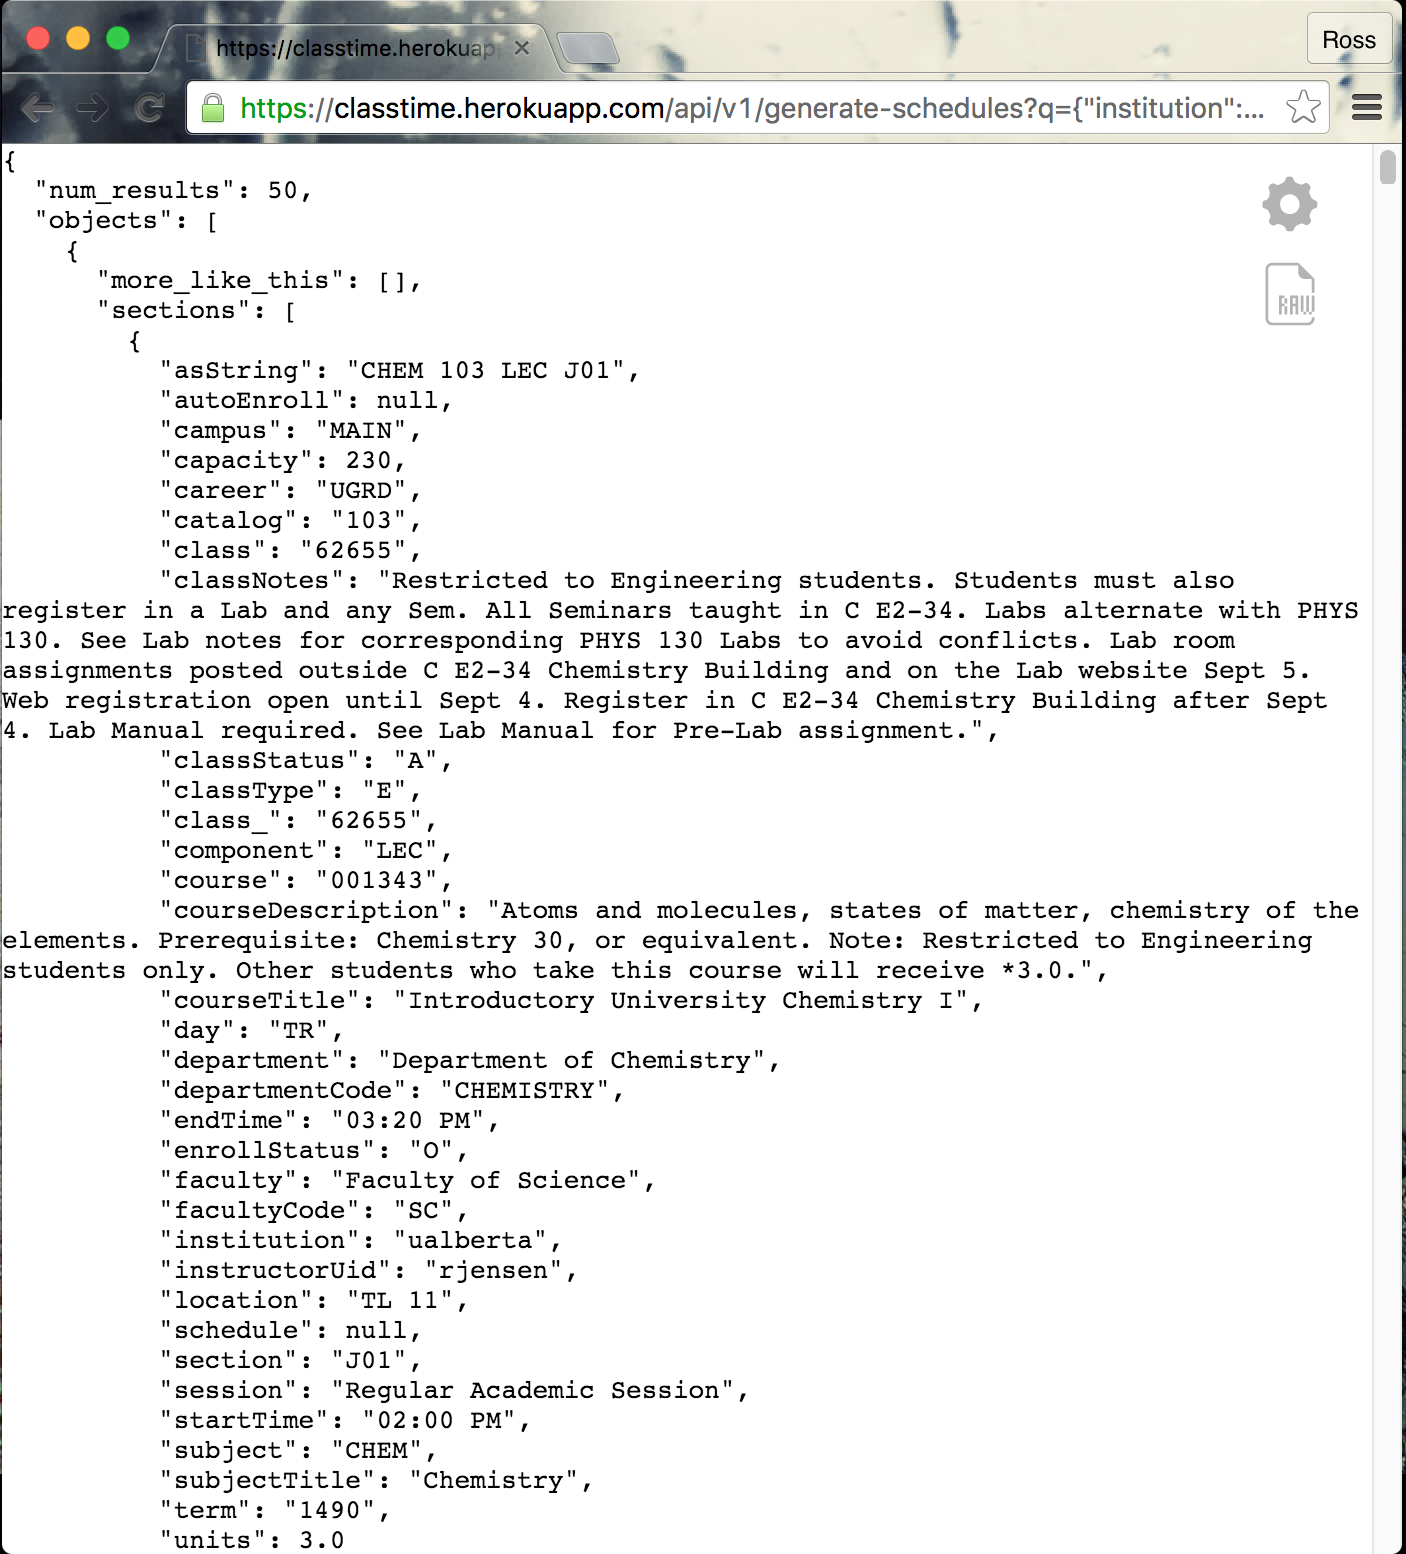 https://classtime.herokuap
Ross
https://classtime.herokuapp.com/api/v1/generate-schedules?q={"institution":...
{
"num_results": 50,
"objects": [
{
"more_like_this": [],
"sections": [
{
RAW
"asString": "CHEM 103 LEC J01",
"autoEnroll": null,
"campus": "MAIN",
"capacity": 230,
"career": "UGRD",
"catalog": "103",
"class": "62655",
"classNotes": "Restricted to Engineering students. Students must also
register in a Lab and any Sem. All Seminars taught in C E2-34. Labs alternate with PHYS
130. See Lab notes for corresponding PHYS 130 Labs to avoid conflicts. Lab room
assignments posted outside C E2-34 Chemistry Building and on the Lab website Sept 5.
Web registration open until Sept 4. Register in C E2-34 Chemistry Building after Sept
4. Lab Manual required. See Lab Manual for Pre-Lab assignment.",
"classStatus": "A",
"classType": "E",
"class_": "62655",
"component": "LEC",
"course": "001343",
"courseDescription": "Atoms and molecules, states of matter, chemistry of the
elements. Prerequisite: Chemistry 30, or equivalent. Note: Restricted to Engineering
students only. Other students who take this course will receive *3.0.",
"courseTitle": "Introductory University Chemistry I",
"day": "TR",
"department": "Department of Chemistry",
"departmentCode": "CHEMISTRY",
"endTime": "03:20 PM",
"enrollStatus": "O",
"faculty": "Faculty of Science",
"facultyCode": "SC",
"institution": "ualberta",
"instructorUid": "rjensen",
"location": "TL 11",
"schedule": null,
"section": "J01",
"session": "Regular Academic Session",
"startTime": "02:00 PM",
"subject": "CHEM",
"subjectTitle": "Chemistry",
"term": "1490",
"units": 3.0